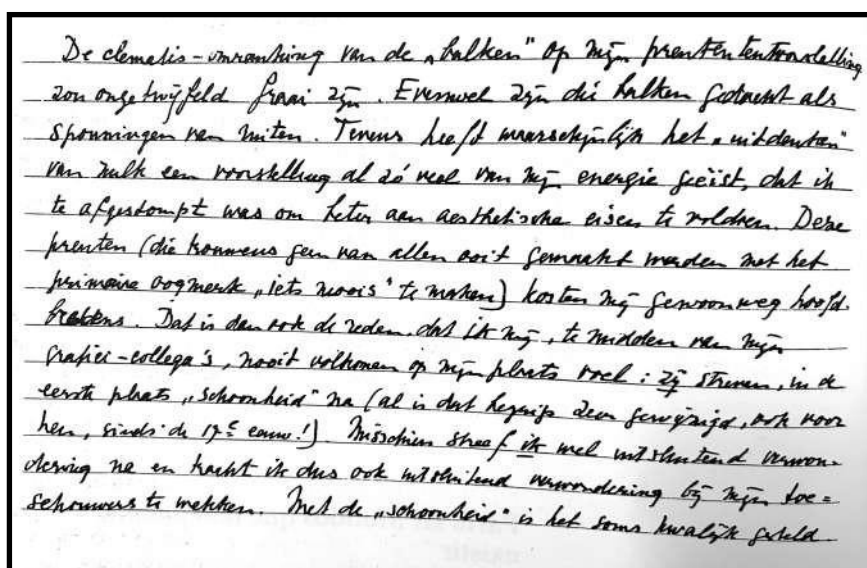 De clematis-omranking van de „balken” op mijn prententoonstelling
zou ongetwijfeld fraai zijn. Evenwel zijn die balken gedacht als
sponningen van ruiten. Tevens heeft waarschijnlijk het „uitdenken”
van zulk een voorstelling al zó veel van mijn energie geëist, dat ik
te afgestompt was om beter aan aesthetische eisen te voldoen. Deze
prenten (die trouwens geen van allen ooit gemaakt werden met het
primaire oogmerk „iets moois” te maken) kosten mij gewoonweg hoofd-
brekens. Dat is dan ook de reden, dat ik mij, te midden van mijn
grafici-collega's, nooit volkomen op mijn plaats voel: zij streven, in de
eerste plaats „schoonheid” na (al is dat begrip zeer gewijzigd, ook voor
hen, sinds de 17e eeuw!). Misschien streef ik wel uitsluitend verwon-
dering na en tracht ik dus ook uitsluitend verwondering bij mijn toe=
schouwers te wekken. Met de „schoonheid” is het soms kwalijk gesteld.